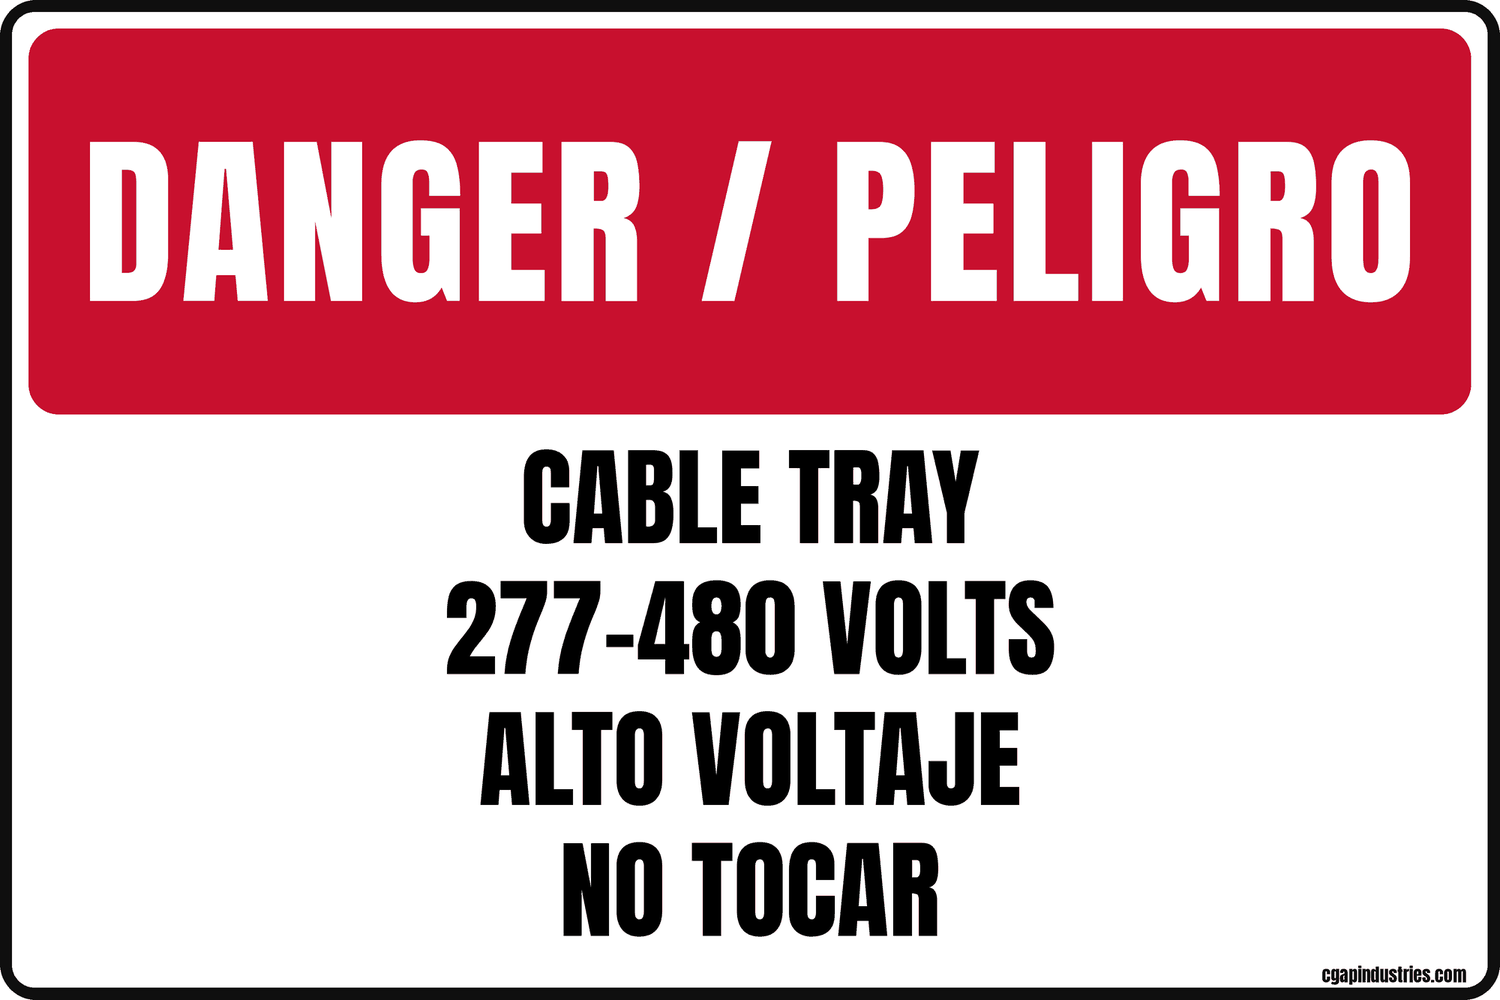 DANGER / PELIGRO
CABLE TRAY
277-480 VOLTS
ALTO VOLTAJE
NO TOCAR
cgapindustries.com